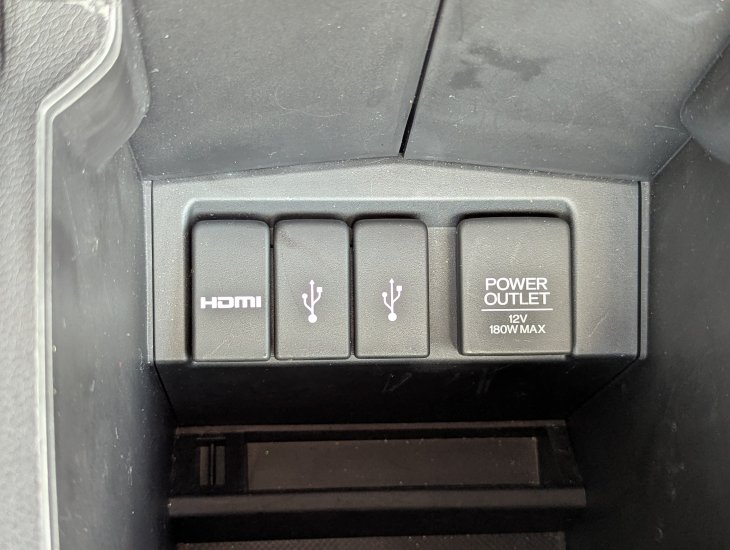 HDMI
POWER
OUTLET
12V
180W MAX